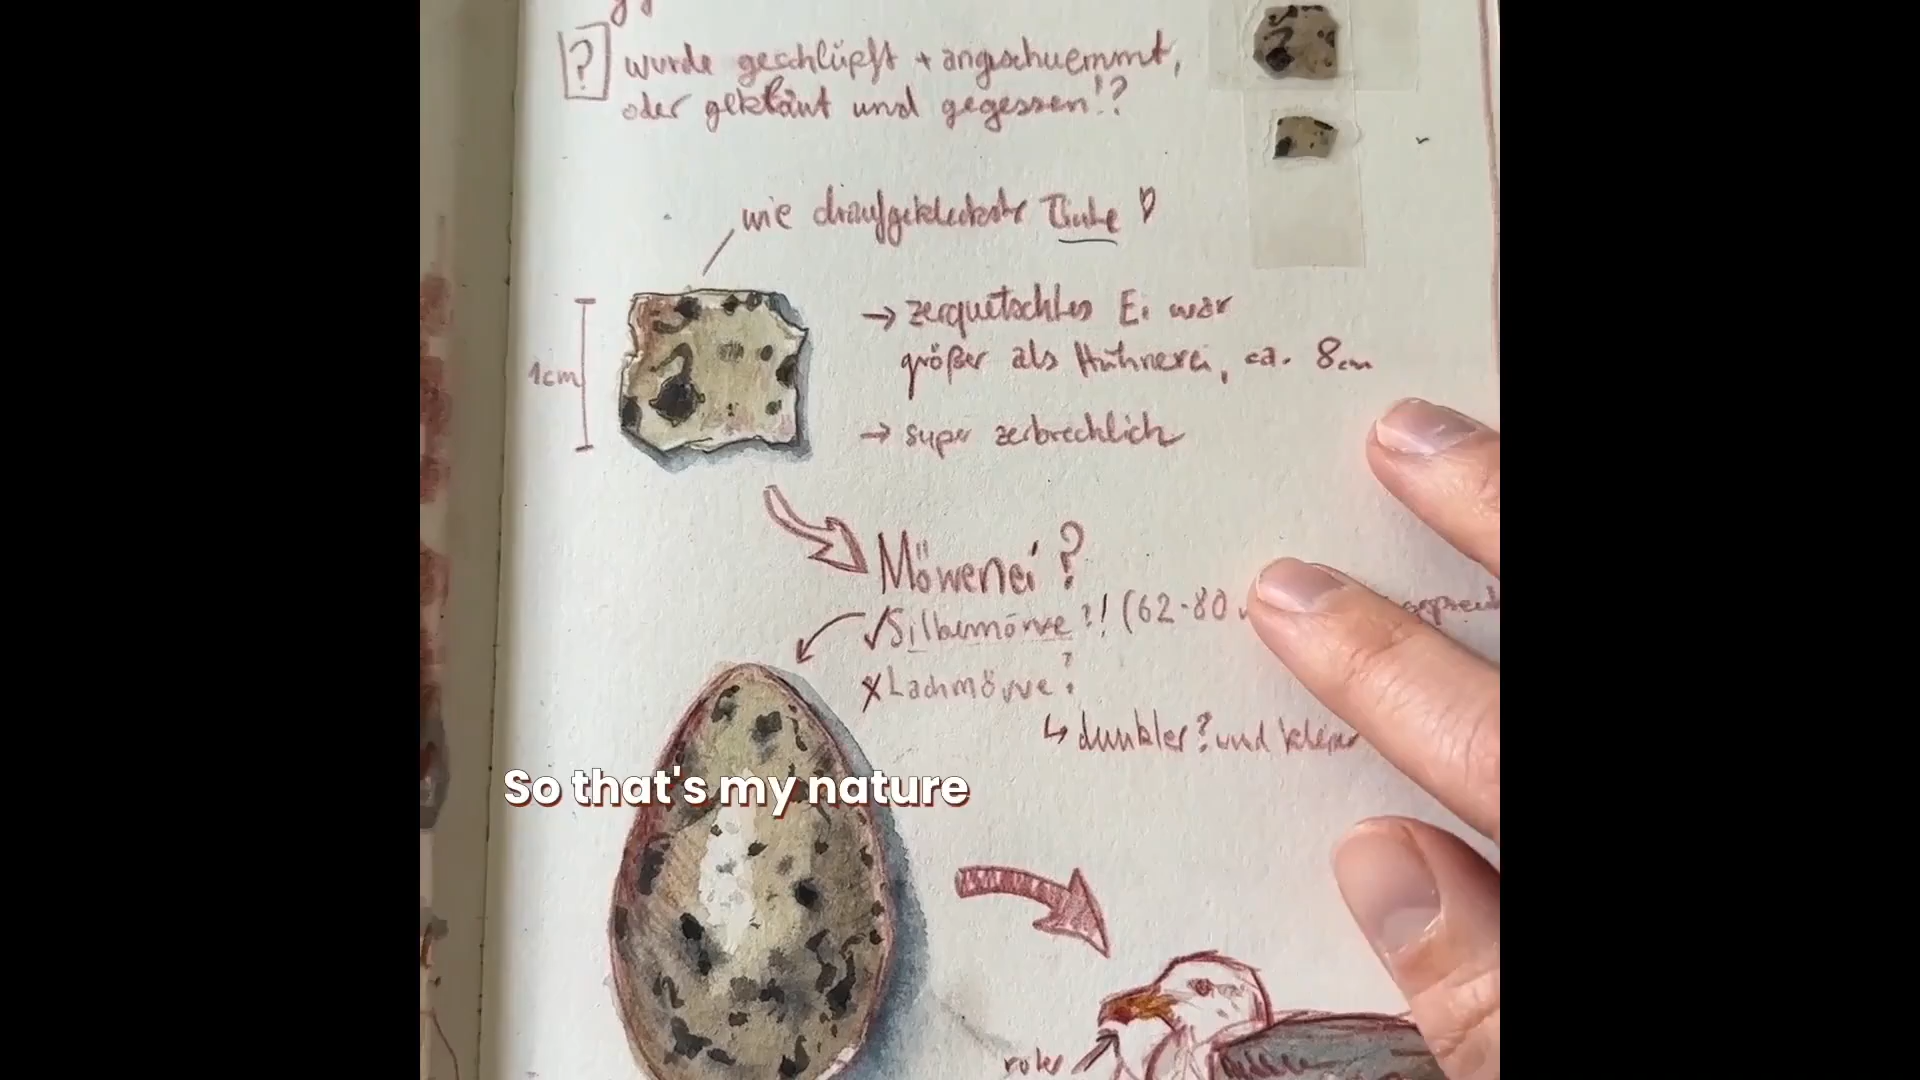 ? wurde geschlüpft + angeschwemmt,
oder geklaut und gegessen!?
wie draufgekleckste Tinte
1cm
→ zerquetschtes Ei war
größer als Hühnerei, ca. 8cm
→ super zerbrechlich
Möwenei?
✓ Silbermöwe?! (62-80
x Lachmöwe?
↳ dunkler? und kleiner
So that's my nature
roter